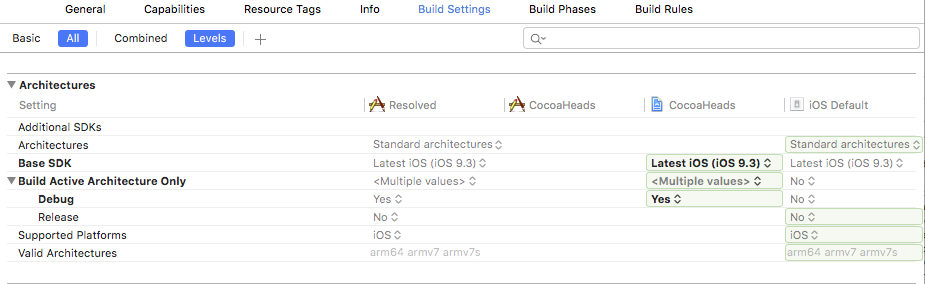 General Capabilities Resource Tags Info Build Settings Build Phases Build Rules
Basic All Combined Levels +
Architectures
Setting Resolved CocoaHeads CocoaHeads iOS Default
Additional SDKs
Architectures Standard architectures Standard architectures
Base SDK Latest iOS (iOS 9.3) Latest iOS (iOS 9.3) Latest iOS (iOS 9.3)
Build Active Architecture Only <Multiple values> <Multiple values> No
Debug Yes Yes No
Release No No
Supported Platforms iOS iOS
Valid Architectures arm64 armv7 armv7s arm64 armv7 armv7s